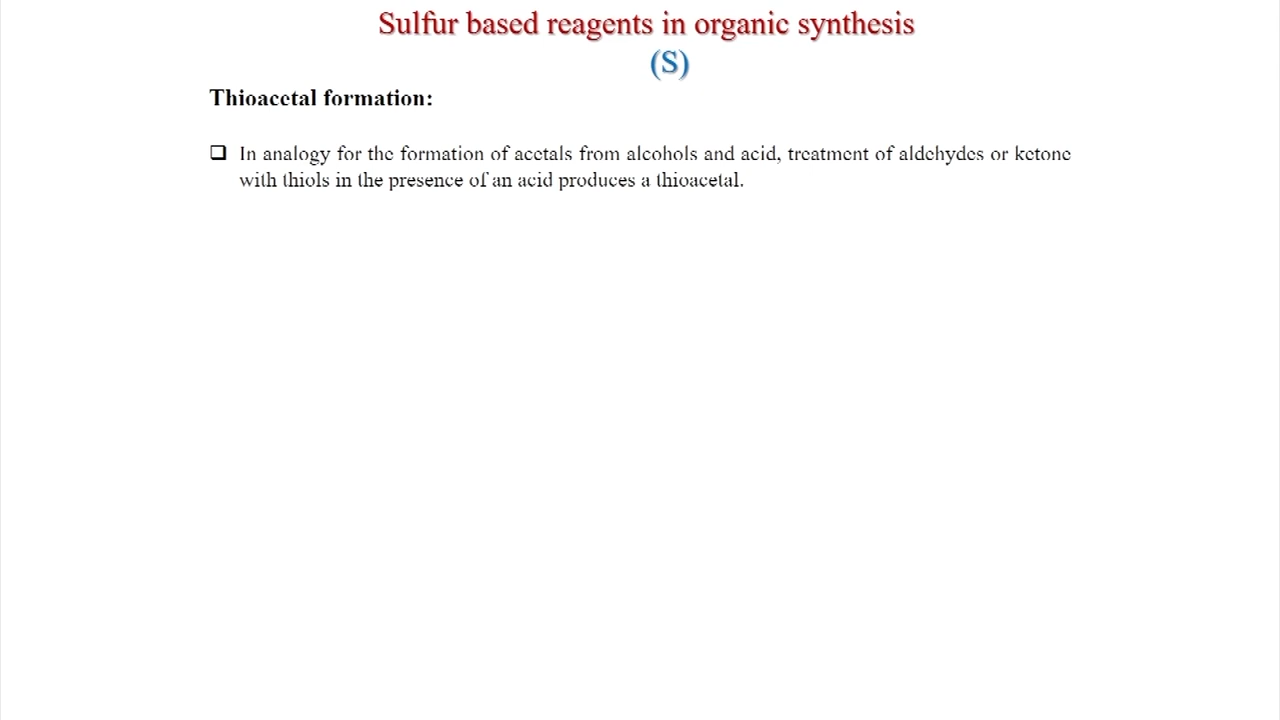 Sulfur based reagents in organic synthesis
(S)
Thioacetal formation:
❑ In analogy for the formation of acetals from alcohols and acid, treatment of aldehydes or ketone
with thiols in the presence of an acid produces a thioacetal.